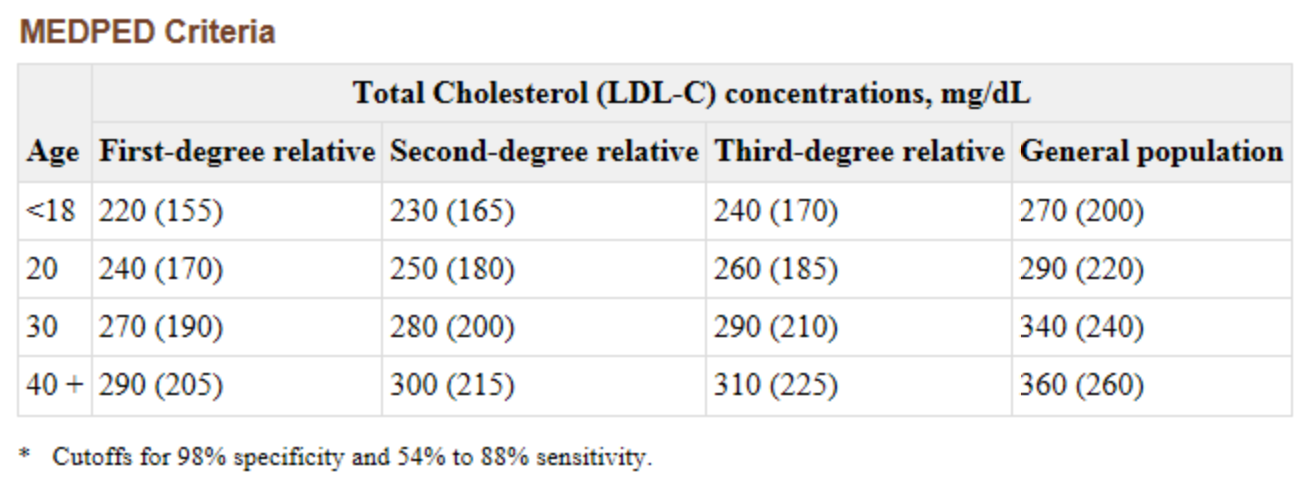 MEDPED Criteria
Total Cholesterol (LDL-C) concentrations, mg/dL
Age First-degree relative Second-degree relative Third-degree relative General population
<18 220 (155) 230 (165) 240 (170) 270 (200)
20 240 (170) 250 (180) 260 (185) 290 (220)
30 270 (190) 280 (200) 290 (210) 340 (240)
40 + 290 (205) 300 (215) 310 (225) 360 (260)
* Cutoffs for 98% specificity and 54% to 88% sensitivity.